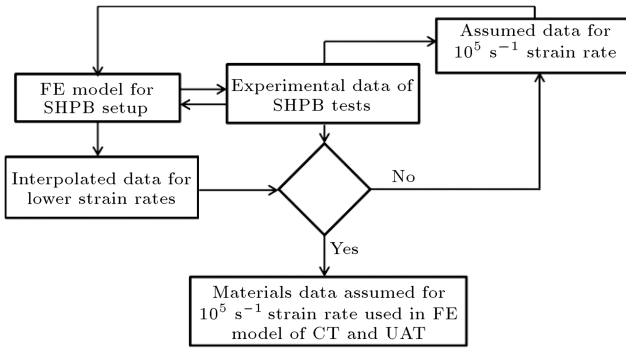 Assumed data for
10⁵ s⁻¹ strain rate
FE model for
SHPB setup
Experimental data of
SHPB tests
Interpolated data for
lower strain rates
No
Yes
Materials data assumed for
10⁵ s⁻¹ strain rate used in FE
model of CT and UAT